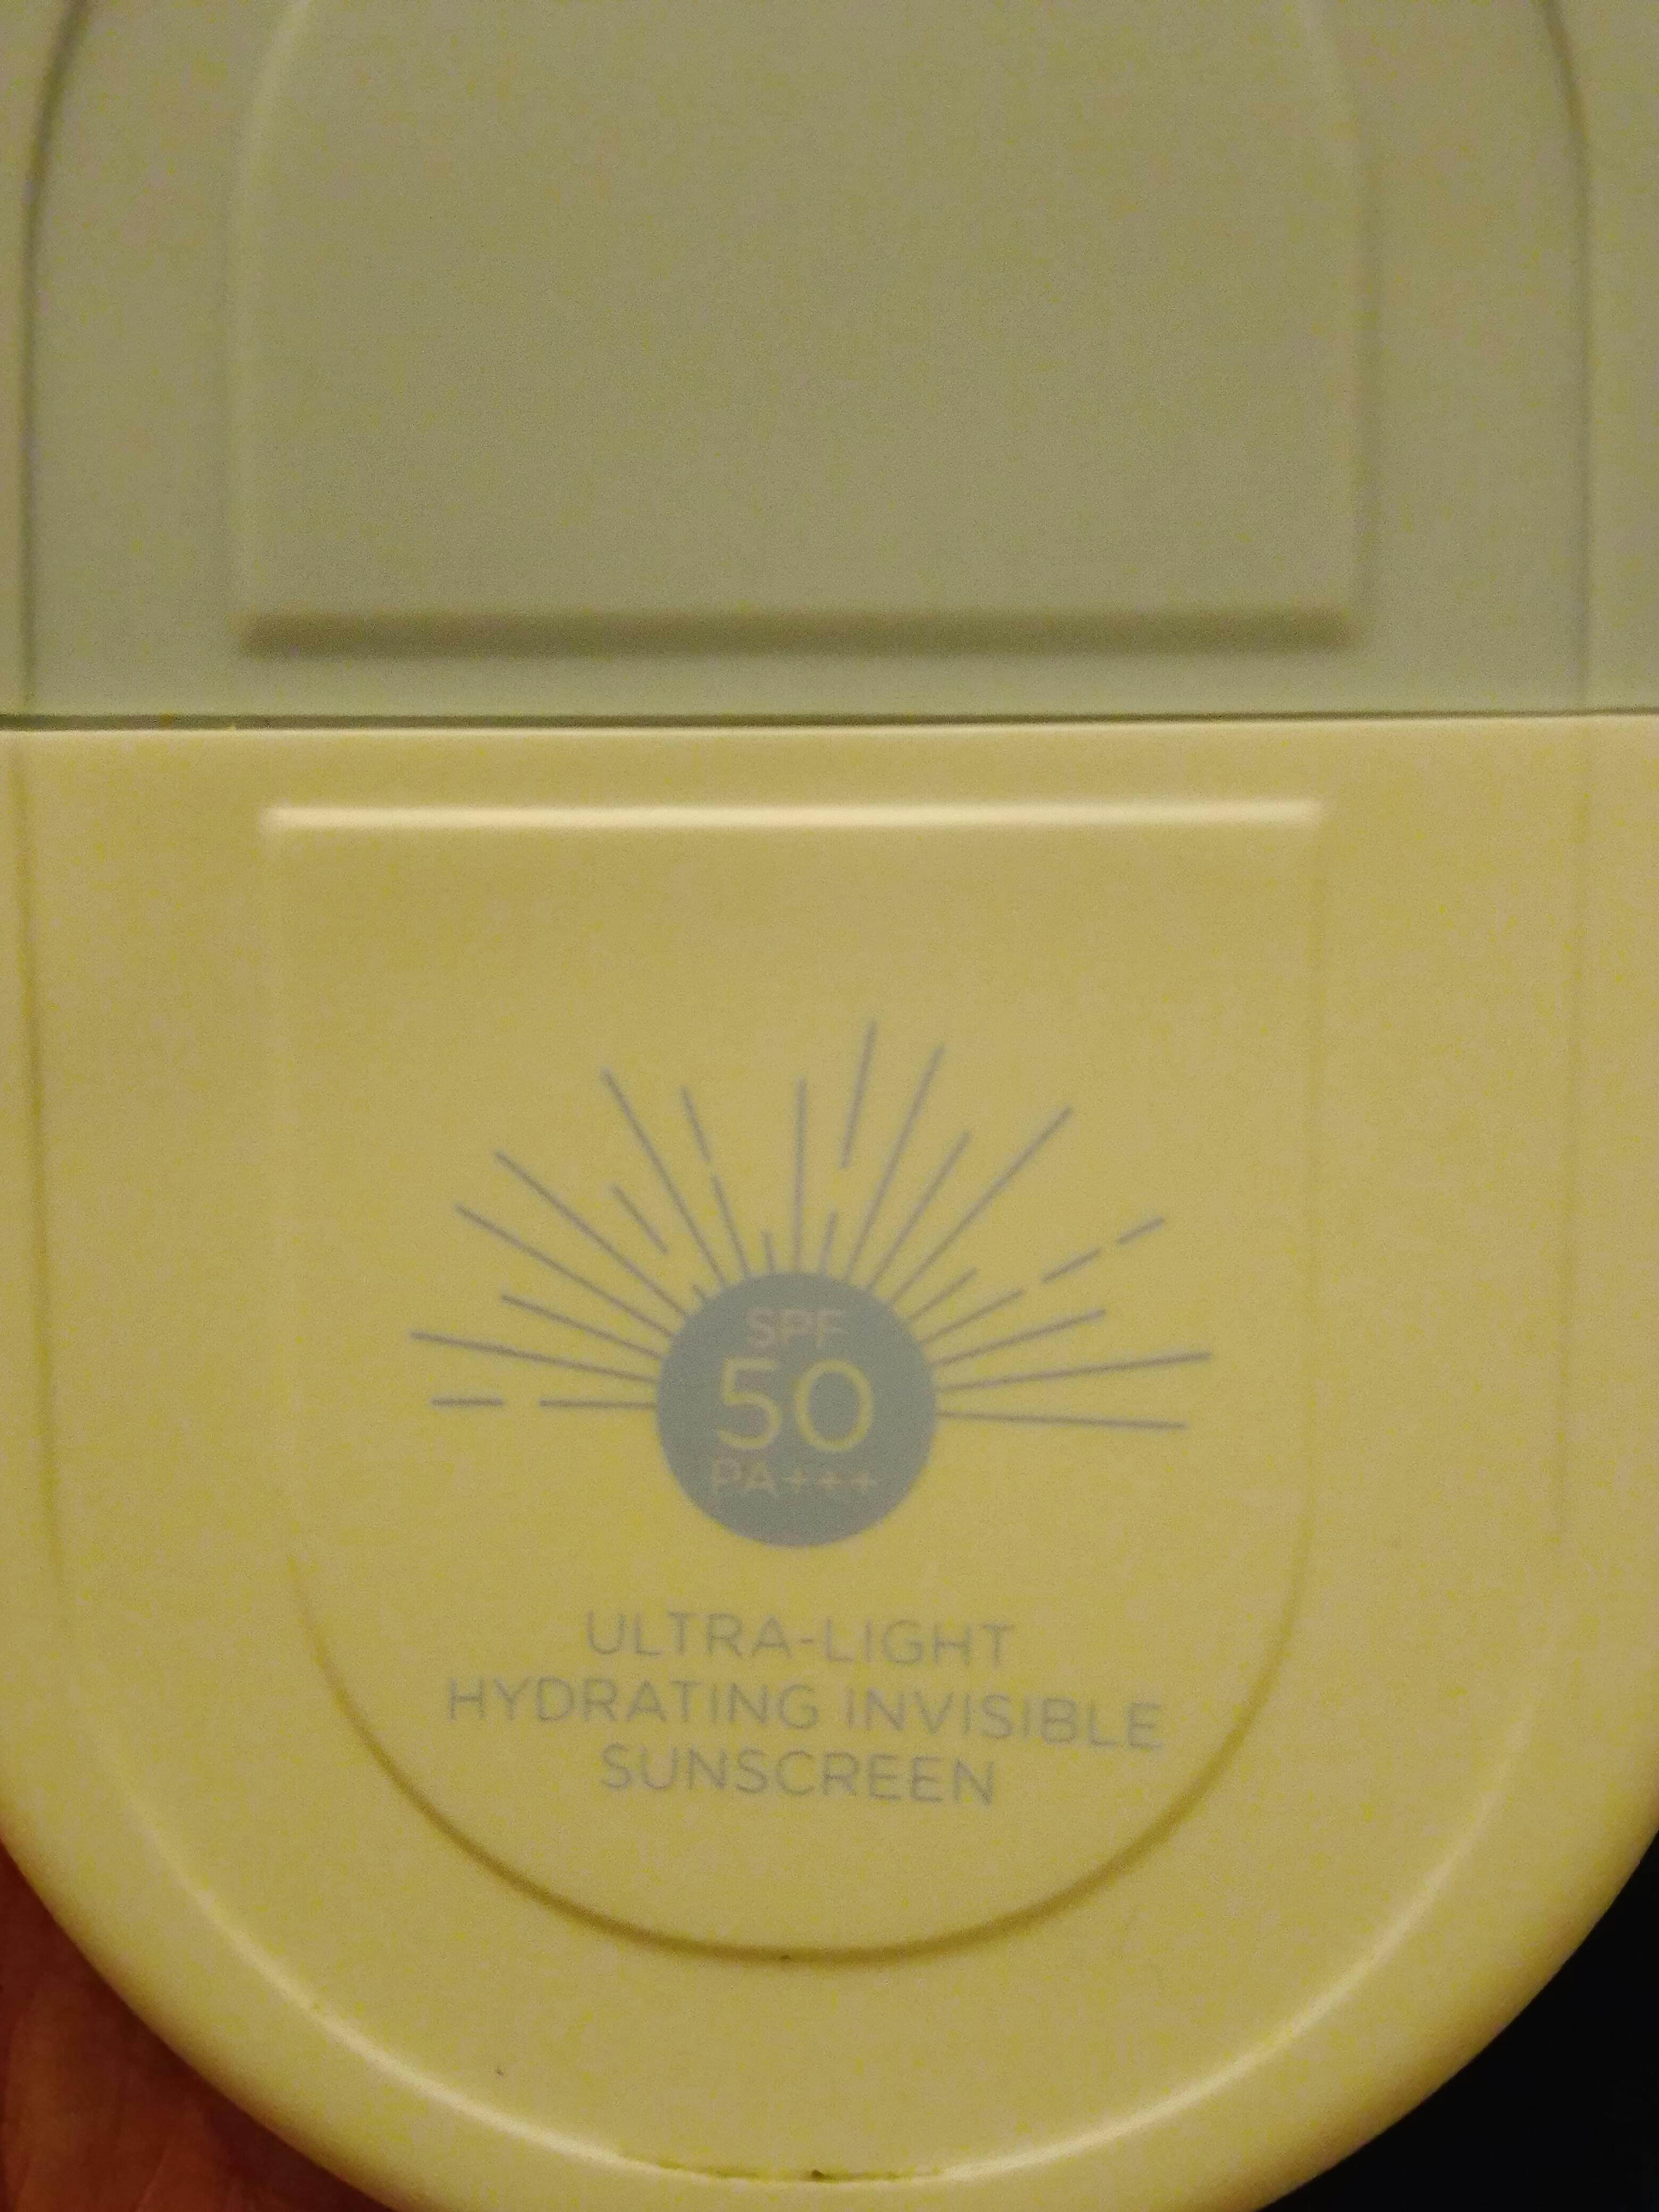 SPF
50
PA+++
ULTRA-LIGHT
HYDRATING INVISIBLE
SUNSCREEN